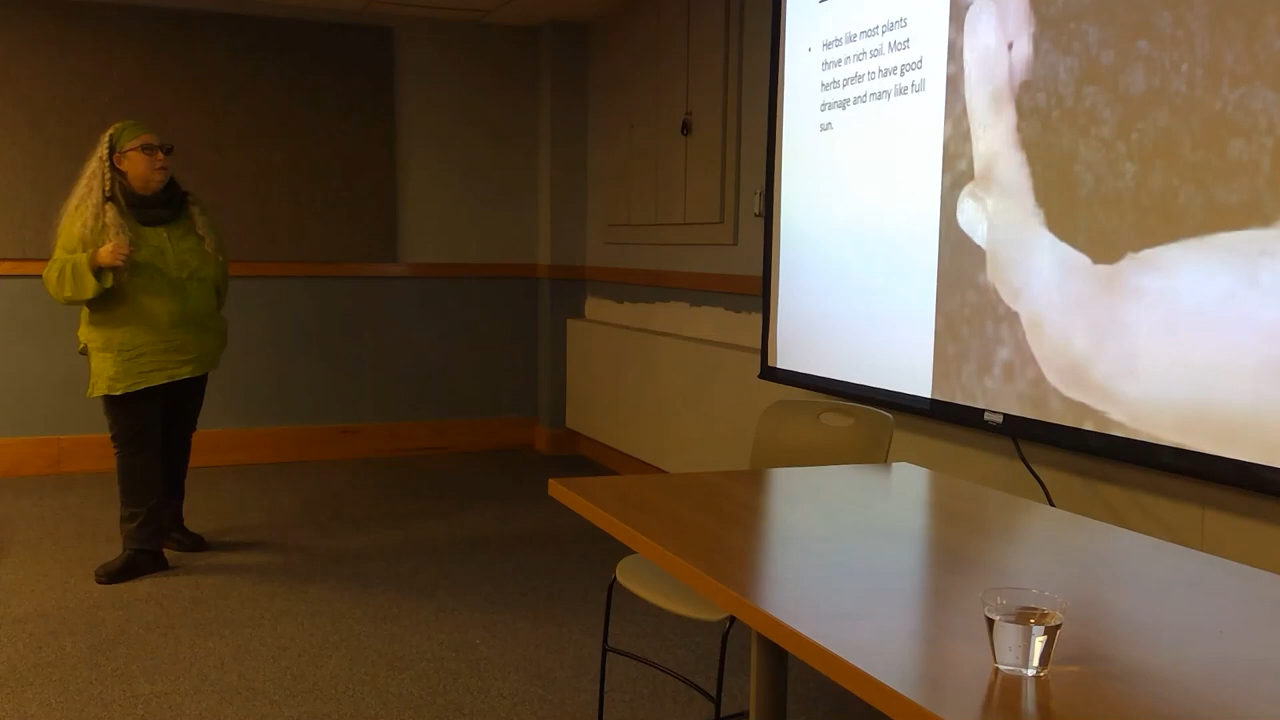 Herbs like most plants
thrive in rich soil. Most
herbs prefer to have good
drainage and many like full
sun.